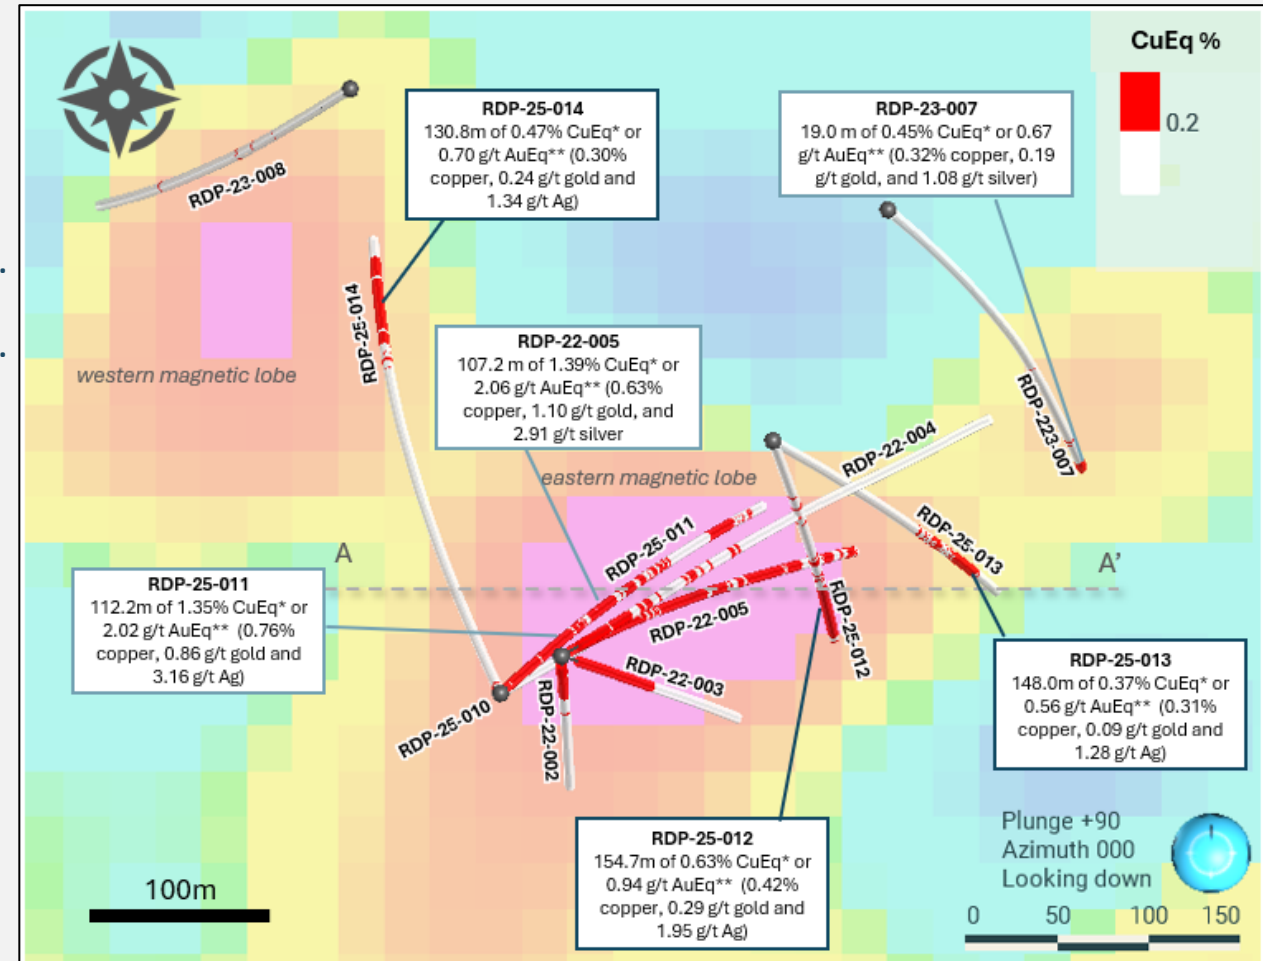 CuEq %
0.2
RDP-25-014
130.8m of 0.47% CuEq* or
0.70 g/t AuEq** (0.30%
copper, 0.24 g/t gold and
1.34 g/t Ag)
RDP-23-007
19.0 m of 0.45% CuEq* or 0.67
g/t AuEq** (0.32% copper, 0.19
g/t gold, and 1.08 g/t silver)
RDP-23-008
RDP-25-014
western magnetic lobe
RDP-22-005
107.2 m of 1.39% CuEq* or
2.06 g/t AuEq** (0.63%
copper, 1.10 g/t gold, and
2.91 g/t silver
RDP-223-007
RDP-22-004
eastern magnetic lobe
RDP-25-011
RDP-25-013
A
A'
RDP-25-011
112.2m of 1.35% CuEq* or
2.02 g/t AuEq** (0.76%
copper, 0.86 g/t gold and
3.16 g/t Ag)
RDP-22-005
RDP-25-012
RDP-22-003
RDP-25-010
RDP-22-002
RDP-25-013
148.0m of 0.37% CuEq* or
0.56 g/t AuEq** (0.31%
copper, 0.09 g/t gold and
1.28 g/t Ag)
RDP-25-012
154.7m of 0.63% CuEq* or
0.94 g/t AuEq** (0.42%
copper, 0.29 g/t gold and
1.95 g/t Ag)
Plunge +90
Azimuth 000
Looking down
100m
0 50 100 150